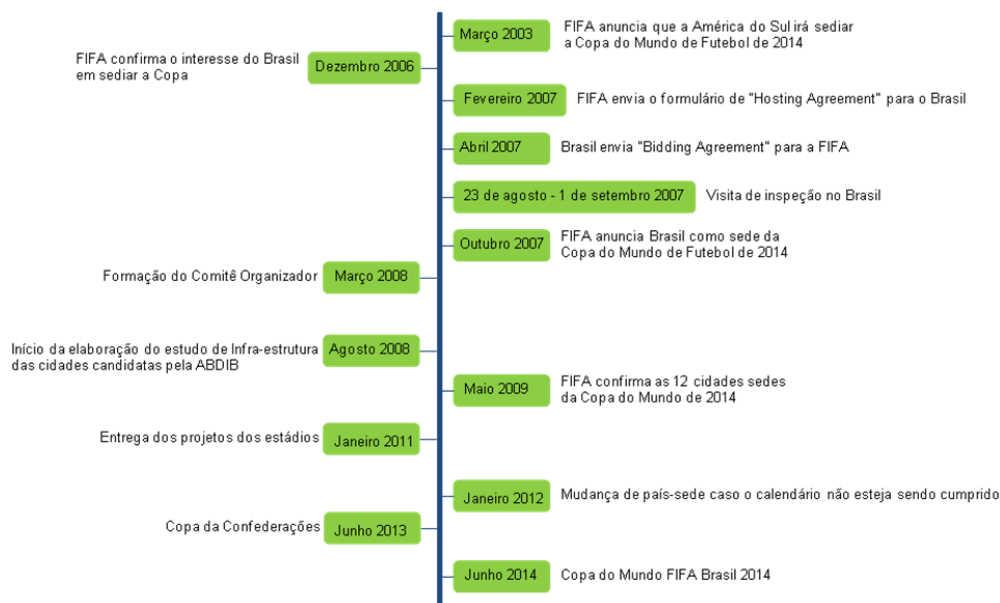 Março 2003
FIFA anuncia que a América do Sul irá sediar
a Copa do Mundo de Futebol de 2014
FIFA confirma o interesse do Brasil
em sediar a Copa
Dezembro 2006
Fevereiro 2007
FIFA envia o formulário de "Hosting Agreement" para o Brasil
Abril 2007
Brasil envia "Bidding Agreement" para a FIFA
23 de agosto - 1 de setembro 2007
Visita de inspeção no Brasil
Outubro 2007
FIFA anuncia Brasil como sede da
Copa do Mundo de Futebol de 2014
Formação do Comitê Organizador
Março 2008
Início da elaboração do estudo de Infra-estrutura
das cidades candidatas pela ABDIB
Agosto 2008
Maio 2009
FIFA confirma as 12 cidades sedes
da Copa do Mundo de 2014
Entrega dos projetos dos estádios
Janeiro 2011
Janeiro 2012
Mudança de país-sede caso o calendário não esteja sendo cumprido
Copa da Confederações
Junho 2013
Junho 2014
Copa do Mundo FIFA Brasil 2014